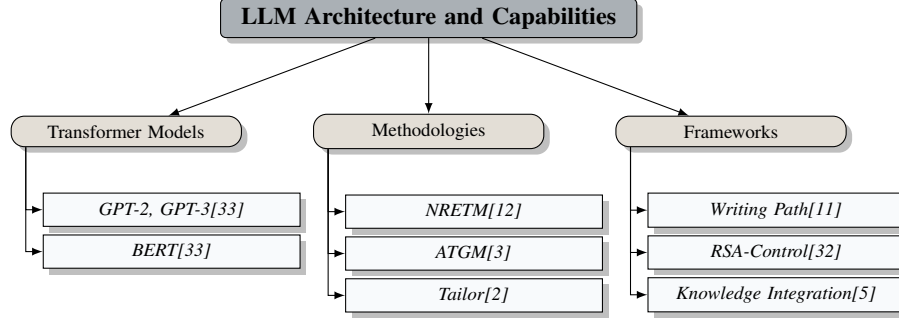 LLM Architecture and Capabilities
Transformer Models
GPT-2, GPT-3[33]
BERT[33]
Methodologies
NRETM[12]
ATGM[3]
Tailor[2]
Frameworks
Writing Path[11]
RSA-Control[32]
Knowledge Integration[5]